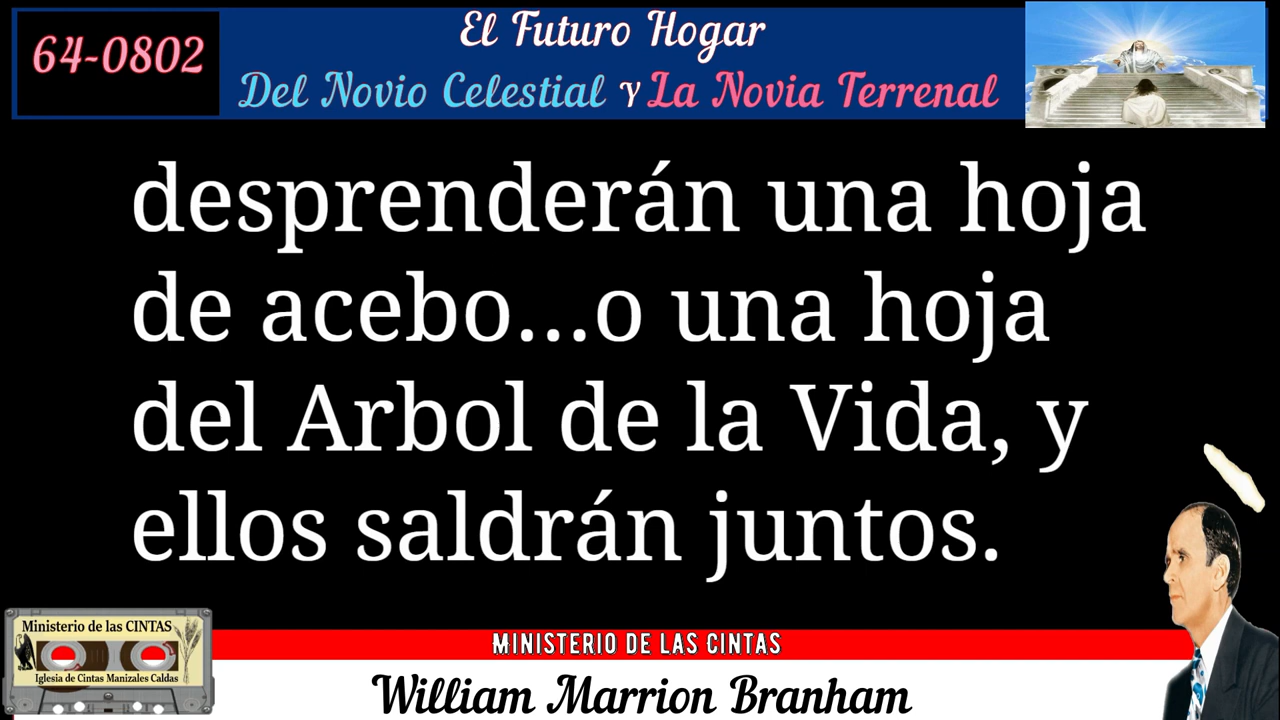 64-0802
El Futuro Hogar
Del Novio Celestial Y La Novia Terrenal
desprenderán una hoja
de acebo...o una hoja
del Arbol de la Vida, y
ellos saldrán juntos.
Ministerio de las CINTAS
Iglesia de Cintas Manizales Caldas
MINISTERIO DE LAS CINTAS
William Marrion Branham